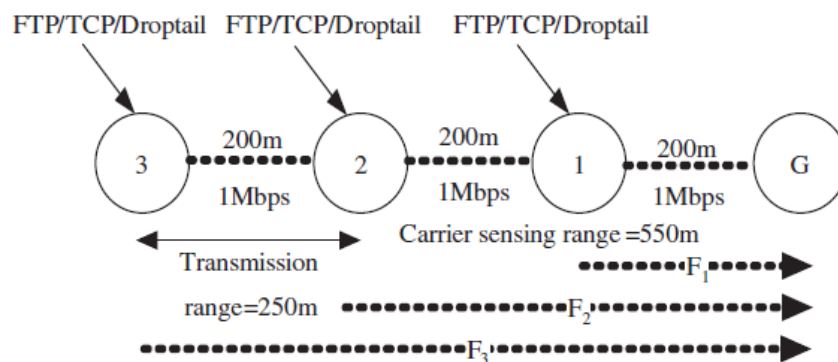 FTP/TCP/Droptail FTP/TCP/Droptail FTP/TCP/Droptail
200m 200m 200m
3 2 1 G
1Mbps 1Mbps 1Mbps
Carrier sensing range =550m
Transmission
F1
range=250m
F2
F3